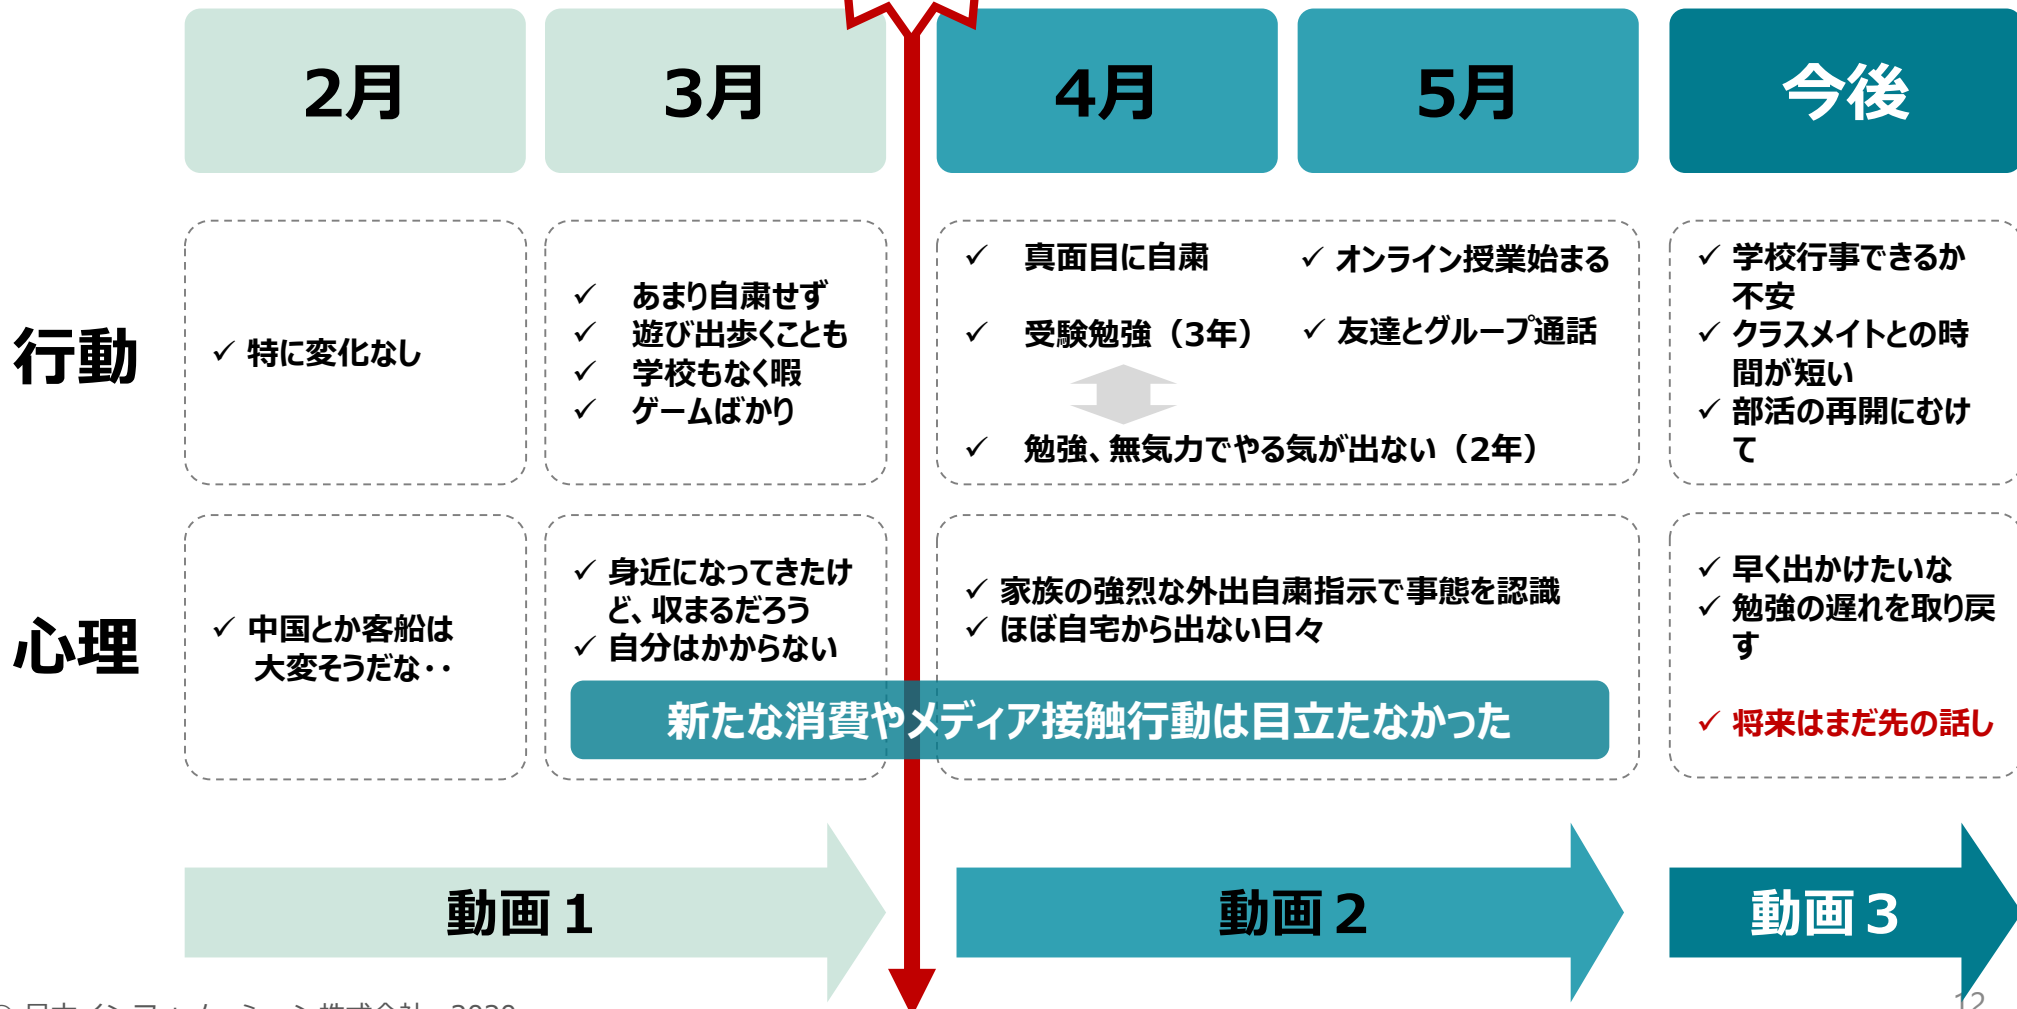 2月
3月
4月
5月
今後
行動
✓ 特に変化なし
✓ あまり自粛せず
✓ 遊び出歩くことも
✓ 学校もなく暇
✓ ゲームばかり
✓ 真面目に自粛
✓ オンライン授業始まる
✓ 受験勉強（3年）
✓ 友達とグループ通話
✓ 勉強、無気力でやる気が出ない（2年）
✓ 学校行事できるか
不安
✓ クラスメイトとの時
間が短い
✓ 部活の再開にむけ
て
心理
✓ 中国とか客船は
大変そうだな・・
✓ 身近になってきたけ
ど、収まるだろう
✓ 自分はかからない
✓ 家族の強烈な外出自粛指示で事態を認識
✓ ほぼ自宅から出ない日々
新たな消費やメディア接触行動は目立たなかった
✓ 早く出かけたいな
✓ 勉強の遅れを取り戻
す
✓ 将来はまだ先の話し
動画１
動画２
動画３
12